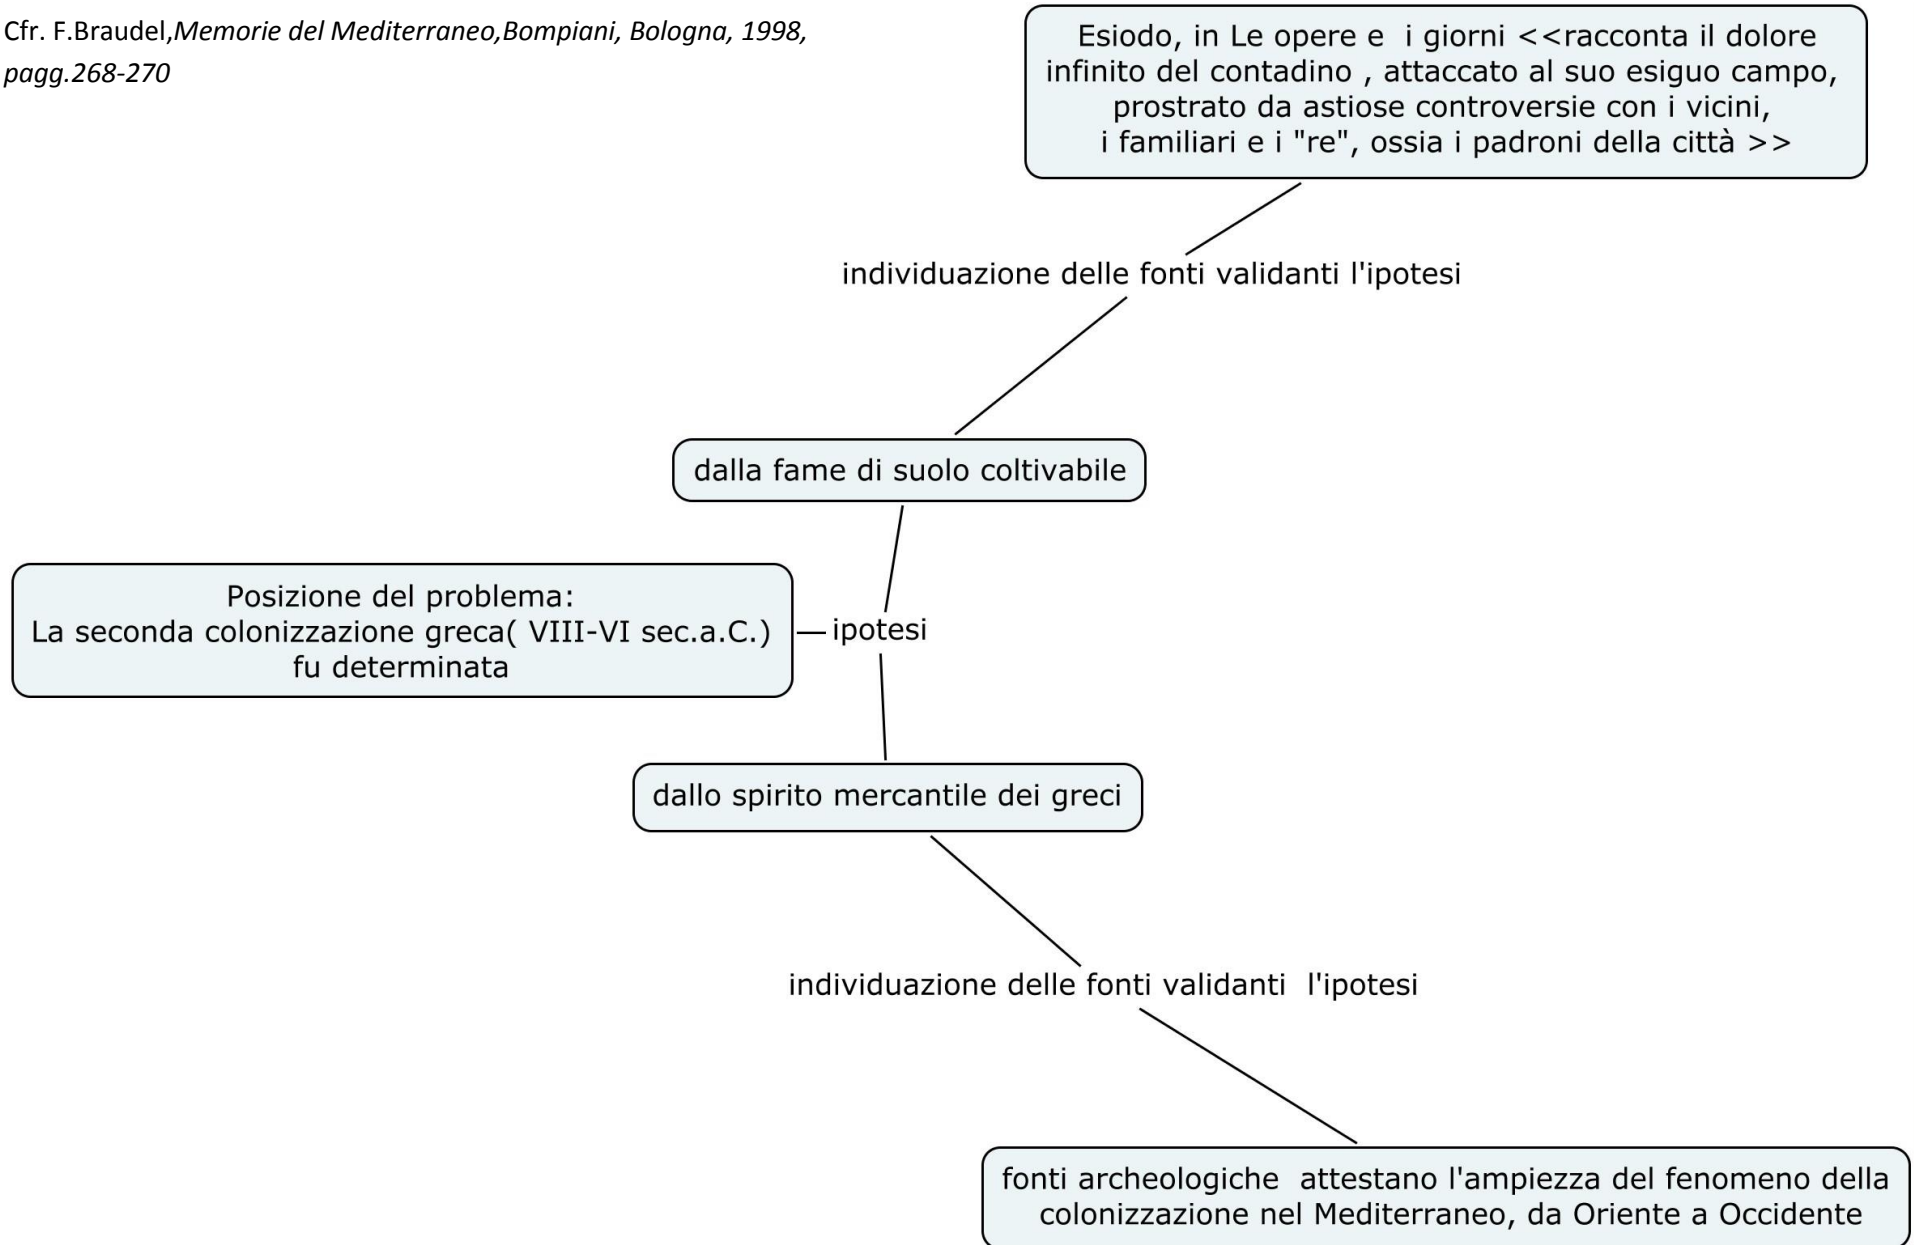 Cfr. F.Braudel,Memorie del Mediterraneo,Bompiani, Bologna, 1998,
pagg.268-270
Esiodo, in Le opere e  i giorni <<racconta il dolore
infinito del contadino , attaccato al suo esiguo campo,
prostrato da astiose controversie con i vicini,
i familiari e i "re", ossia i padroni della città >>
individuazione delle fonti validanti l'ipotesi
dalla fame di suolo coltivabile
Posizione del problema:
La seconda colonizzazione greca( VIII-VI sec.a.C.)
fu determinata
ipotesi
dallo spirito mercantile dei greci
individuazione delle fonti validanti  l'ipotesi
fonti archeologiche  attestano l'ampiezza del fenomeno della
colonizzazione nel Mediterraneo, da Oriente a Occidente